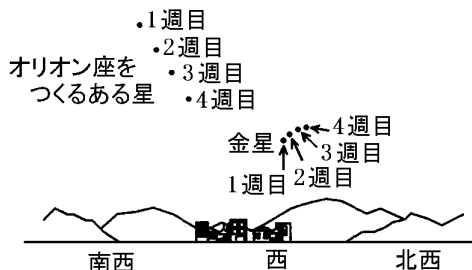 1週目
2週目
オリオン座を
3週目
つくるある星
4週目
金星
4週目
3週目
2週目
1週目
南西
西
北西